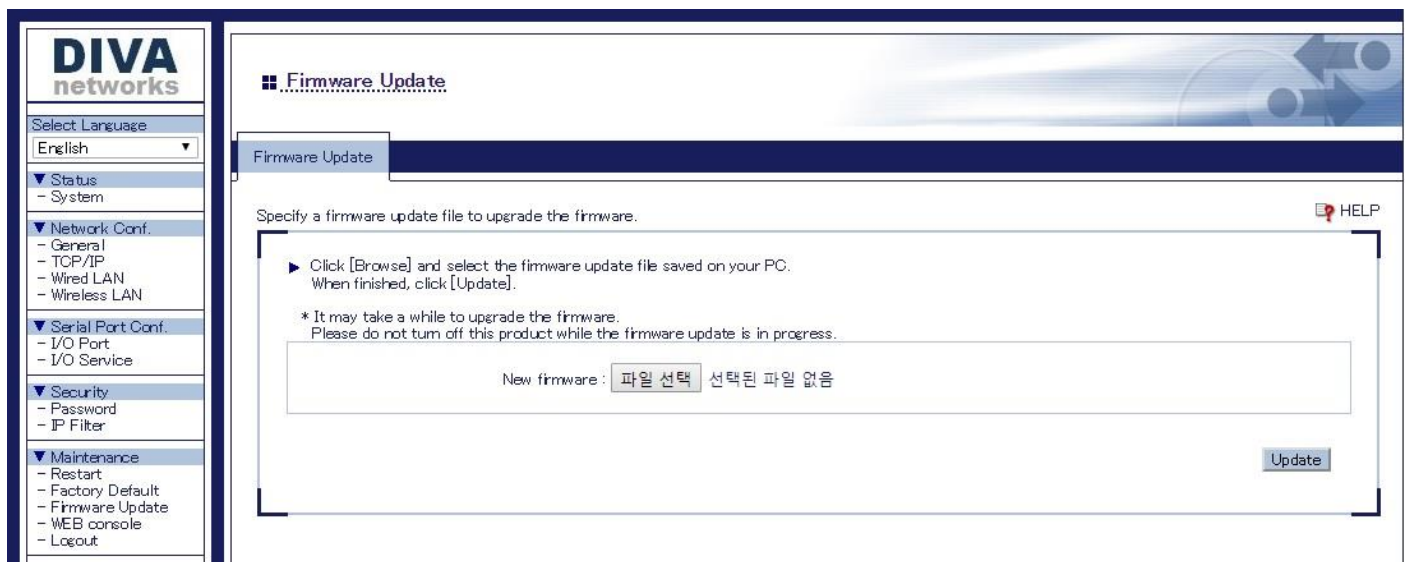 DIVA
networks
Select Language
English
▼ Status
- System
▼ Network Conf.
- General
- TCP/IP
- Wired LAN
- Wireless LAN
▼ Serial Port Conf.
- I/O Port
- I/O Service
▼ Security
- Password
- IP Filter
▼ Maintenance
- Restart
- Factory Default
- Firmware Update
- WEB console
- Logout
Firmware Update
Firmware Update
Specify a firmware update file to upgrade the firmware.
HELP
Click [Browse] and select the firmware update file saved on your PC.
When finished, click [Update].
* It may take a while to upgrade the firmware.
Please do not turn off this product while the firmware update is in progress.
New firmware : 파일 선택 선택된 파일 없음
Update